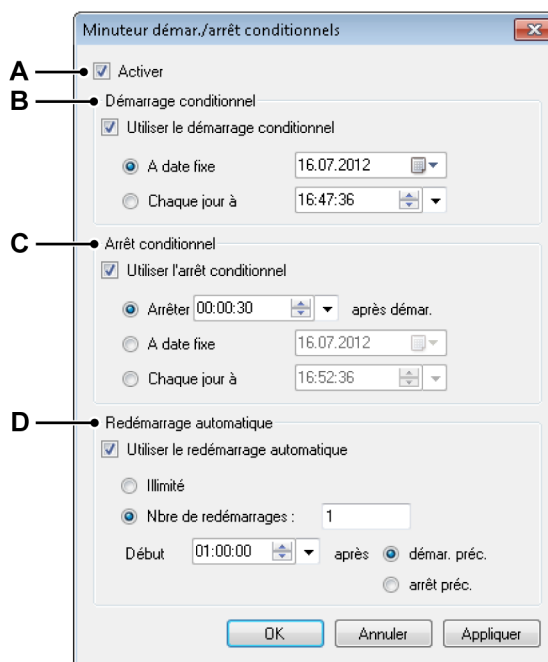 Minuteur démar./arrêt conditionnels
A Activer
B Démarrage conditionnel
Utiliser le démarrage conditionnel
A date fixe 16.07.2012
Chaque jour à 16:47:36
C Arrêt conditionnel
Utiliser l'arrêt conditionnel
Arrêter 00:00:30 après démar.
A date fixe 16.07.2012
Chaque jour à 16:52:36
D Redémarrage automatique
Utiliser le redémarrage automatique
Illimité
Nbre de redémarrages : 1
Début 01:00:00 après démar. préc.
arrêt préc.
OK Annuler Appliquer